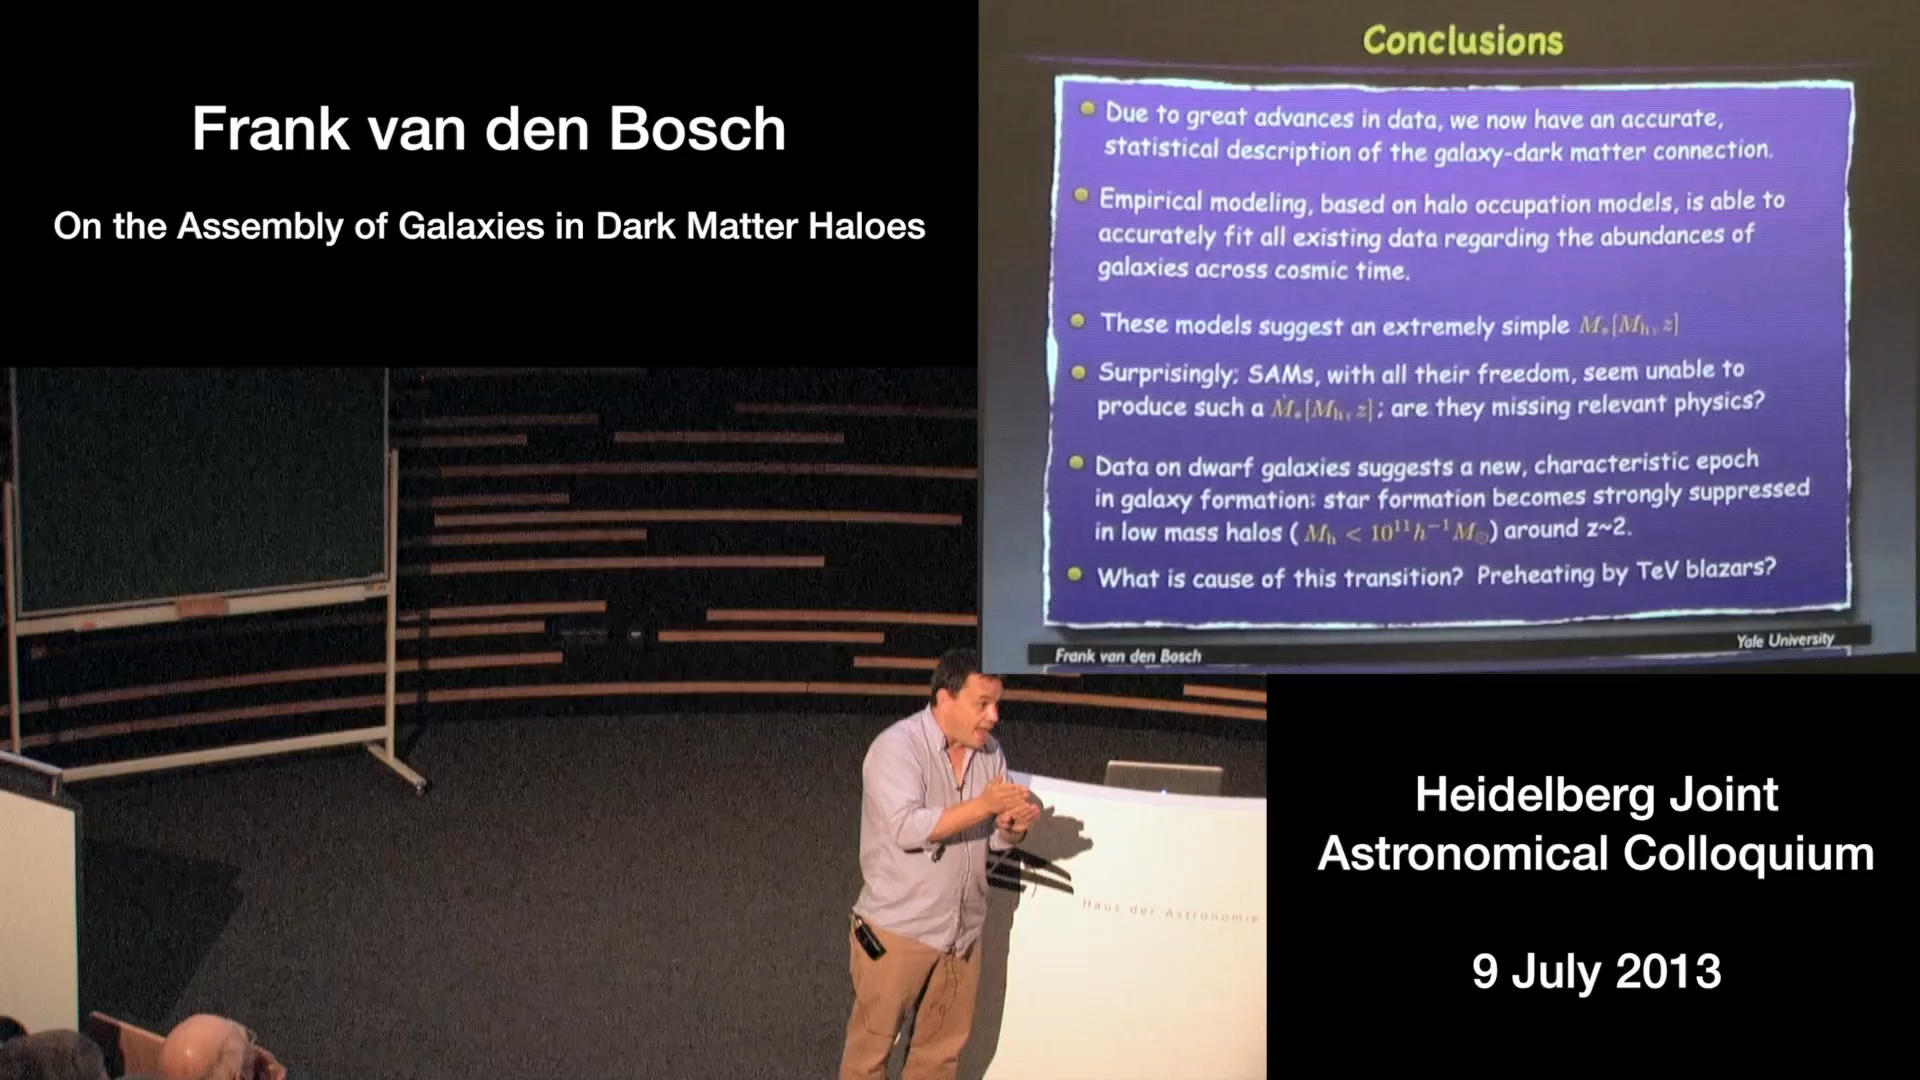 Frank van den Bosch
On the Assembly of Galaxies in Dark Matter Haloes
Conclusions
Due to great advances in data, we now have an accurate,
statistical description of the galaxy-dark matter connection.
Empirical modeling, based on halo occupation models, is able to
accurately fit all existing data regarding the abundances of
galaxies across cosmic time.
These models suggest an extremely simple Ṁ⋆[Mh, z]
Surprisingly; SAMs, with all their freedom, seem unable to
produce such a Ṁ⋆[Mh, z]; are they missing relevant physics?
Data on dwarf galaxies suggests a new, characteristic epoch
in galaxy formation: star formation becomes strongly suppressed
in low mass halos ( Mh < 10¹¹h⁻¹M⊙) around z~2.
What is cause of this transition? Preheating by TeV blazars?
Frank van den Bosch
Yale University
Haus der Astronomie
Heidelberg Joint
Astronomical Colloquium
9 July 2013